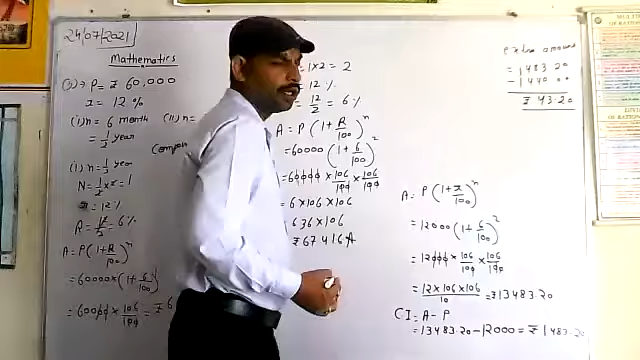 24/07/2021
Mathematics
(3)→ P = ₹ 60,000
r = 12 %
(i) n = 6 month (ii) n =
= 1/2 year
(i) n = 1/2 year
N = 1/2 × 2 = 1
r = 12 %
R = 12/2 = 6 %
A = P(1+R/100)^n
= 60000 × (1+6/100)^1
= 60000 × 106/100 = ₹ 6
= 1×2 = 2
12 %
= 12/2 = 6 %
A = P(1+R/100)^n
= 60000 (1+6/100)^2
= 60000 × 106/100 × 106/100
= 6 × 106 × 106
636 × 106
₹ 67416 A
extra amount
= 1483.20
- 1440.00
₹ 43.20
A = P(1+r/100)^n
= 12000 (1+6/100)^2
= 12000 × 106/100 × 106/100
= 12 × 106 × 106/10 = ₹ 13483.20
CI = A - P
= 13483.20 - 12000 = ₹ 1483.20